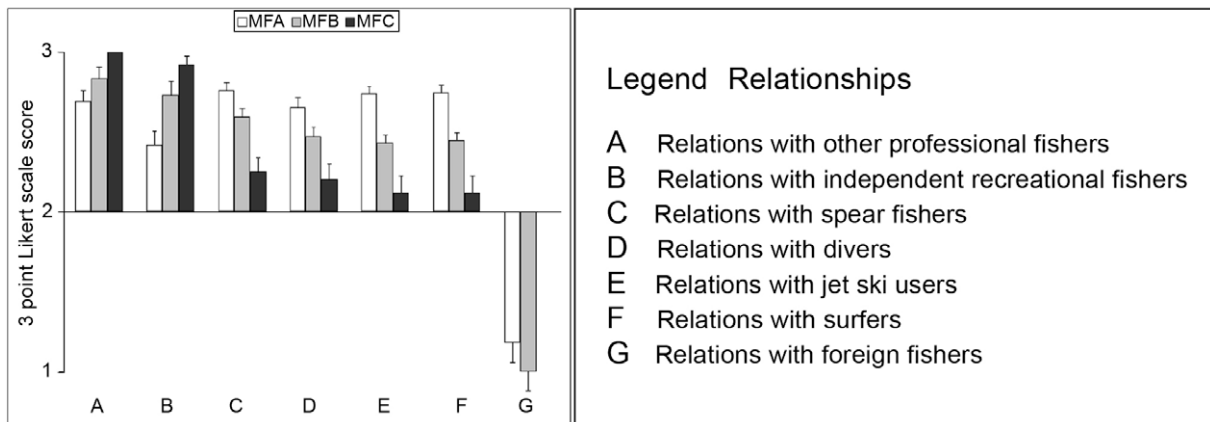 MFA MFB MFC
3 point Likert scale score
3
2
1
A B C D E F G
Legend Relationships
A Relations with other professional fishers
B Relations with independent recreational fishers
C Relations with spear fishers
D Relations with divers
E Relations with jet ski users
F Relations with surfers
G Relations with foreign fishers